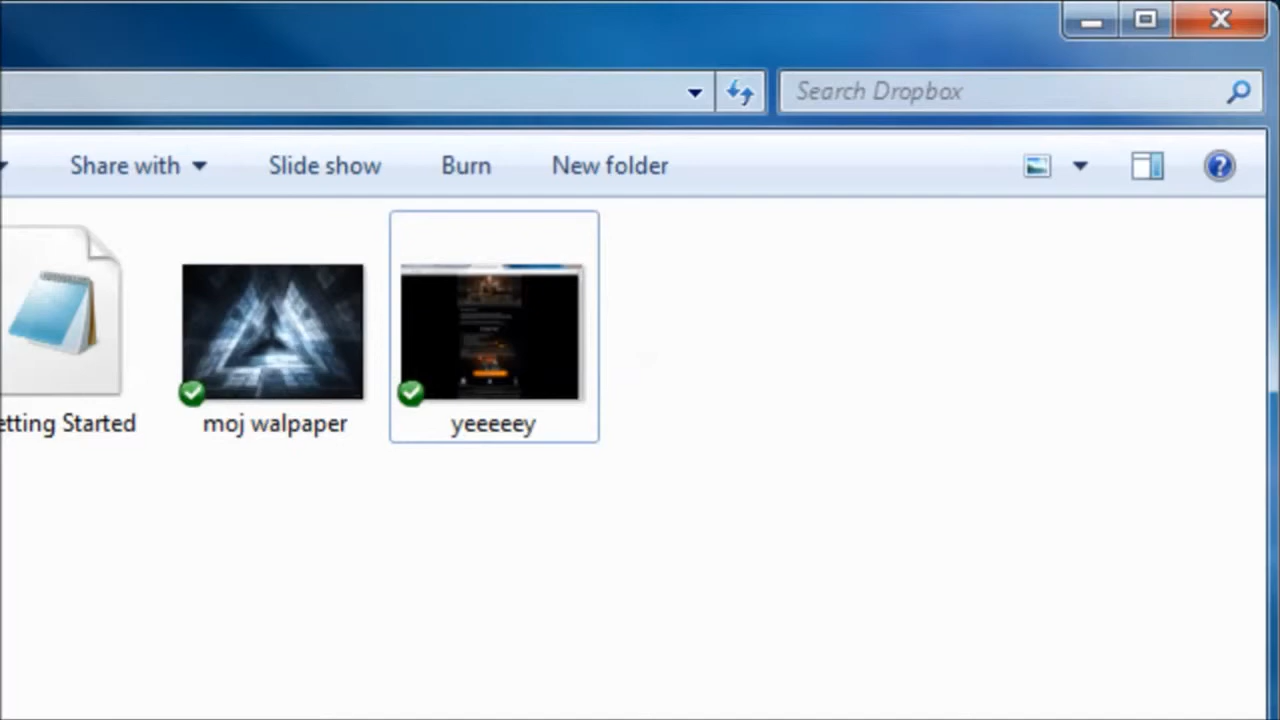 Search Dropbox
Share with
Slide show
Burn
New folder
etting Started
moj walpaper
yeeeeey